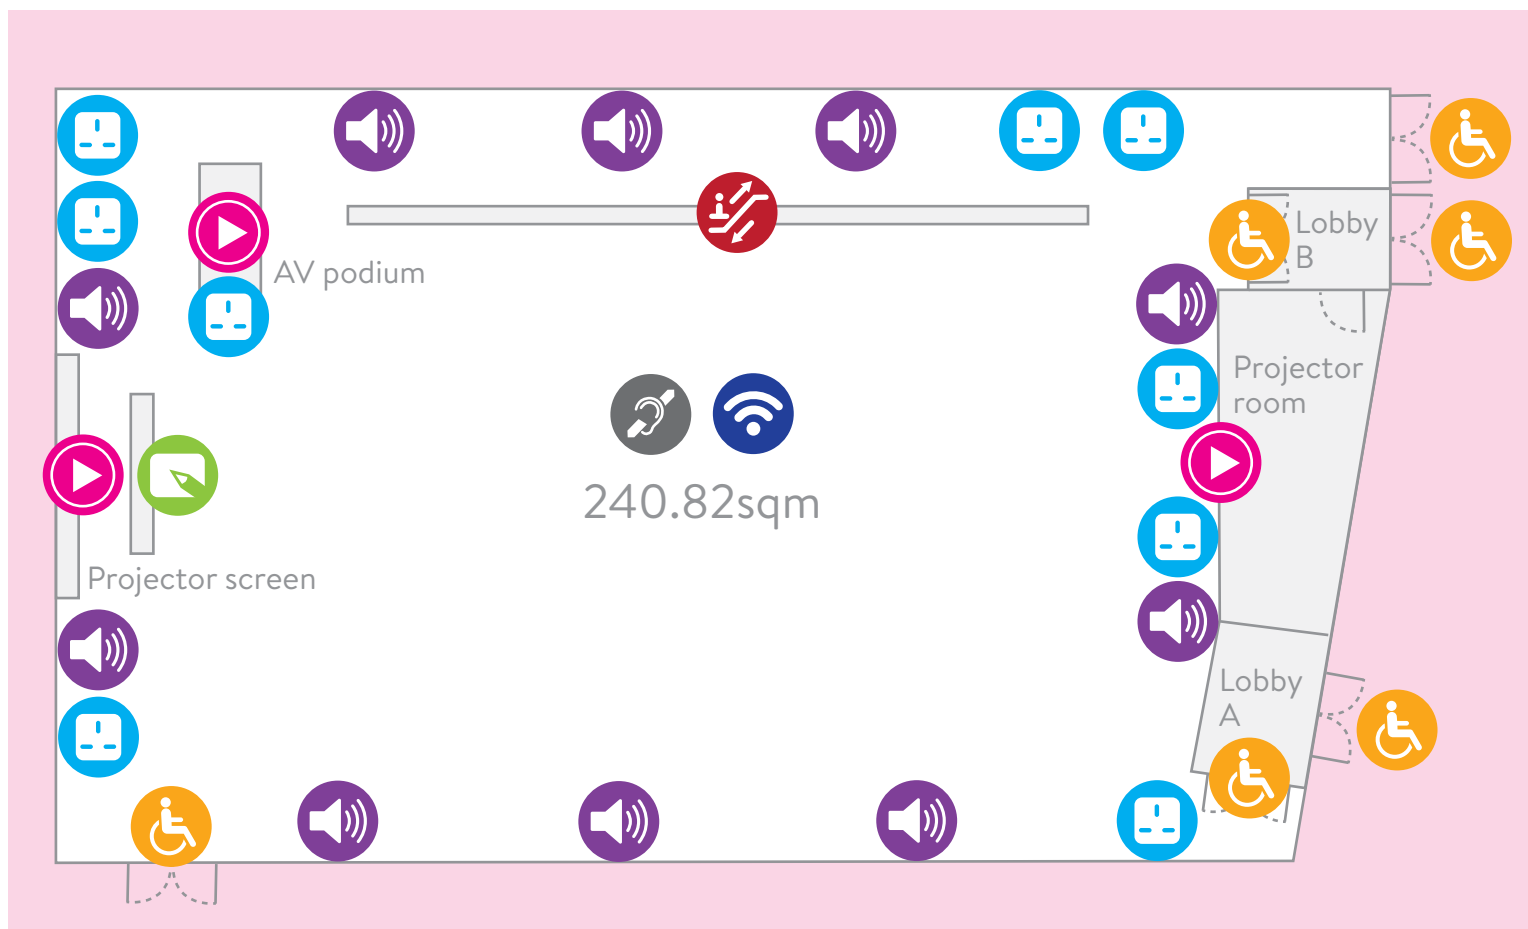 Lobby
B
AV podium
Projector
room
240.82sqm
Projector screen
Lobby
A